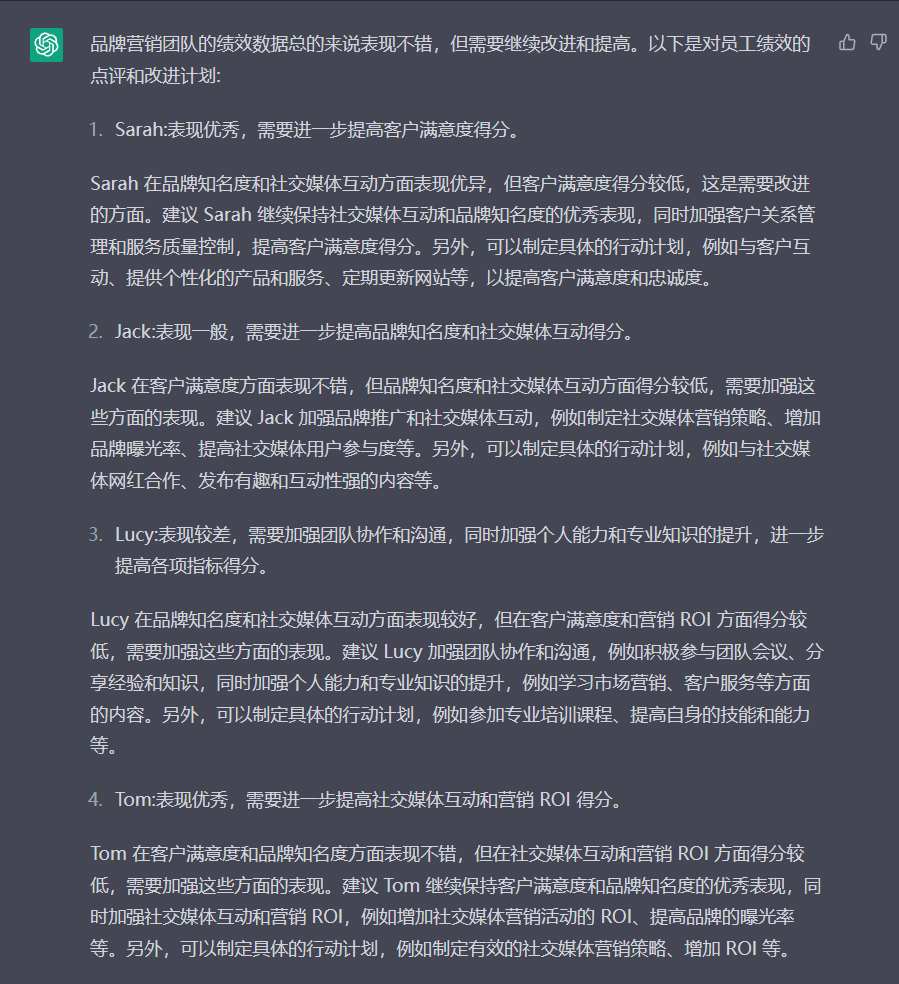 品牌营销团队的绩效数据总的来说表现不错，但需要继续改进和提高。以下是对员工绩效的
点评和改进计划:
1. Sarah:表现优秀，需要进一步提高客户满意度得分。
Sarah 在品牌知名度和社交媒体互动方面表现优异，但客户满意度得分较低，这是需要改进
的方面。建议 Sarah 继续保持社交媒体互动和品牌知名度的优秀表现，同时加强客户关系管
理和服务质量控制，提高客户满意度得分。另外，可以制定具体的行动计划，例如与客户互
动、提供个性化的产品和服务、定期更新网站等，以提高客户满意度和忠诚度。
2. Jack:表现一般，需要进一步提高品牌知名度和社交媒体互动得分。
Jack 在客户满意度方面表现不错，但品牌知名度和社交媒体互动方面得分较低，需要加强这
些方面的表现。建议 Jack 加强品牌推广和社交媒体互动，例如制定社交媒体营销策略、增加
品牌曝光率、提高社交媒体用户参与度等。另外，可以制定具体的行动计划，例如与社交媒
体网红合作、发布有趣和互动性强的内容等。
3. Lucy:表现较差，需要加强团队协作和沟通，同时加强个人能力和专业知识的提升，进一步
提高各项指标得分。
Lucy 在品牌知名度和社交媒体互动方面表现较好，但在客户满意度和营销 ROI 方面得分较
低，需要加强这些方面的表现。建议 Lucy 加强团队协作和沟通，例如积极参与团队会议、分
享经验和知识，同时加强个人能力和专业知识的提升，例如学习市场营销、客户服务等方面
的内容。另外，可以制定具体的行动计划，例如参加专业培训课程、提高自身的技能和能力
等。
4. Tom:表现优秀，需要进一步提高社交媒体互动和营销 ROI 得分。
Tom 在客户满意度和品牌知名度方面表现不错，但在社交媒体互动和营销 ROI 方面得分较
低，需要加强这些方面的表现。建议 Tom 继续保持客户满意度和品牌知名度的优秀表现，同
时加强社交媒体互动和营销 ROI，例如增加社交媒体营销活动的 ROI、提高品牌的曝光率
等。另外，可以制定具体的行动计划，例如制定有效的社交媒体营销策略、增加 ROI 等。